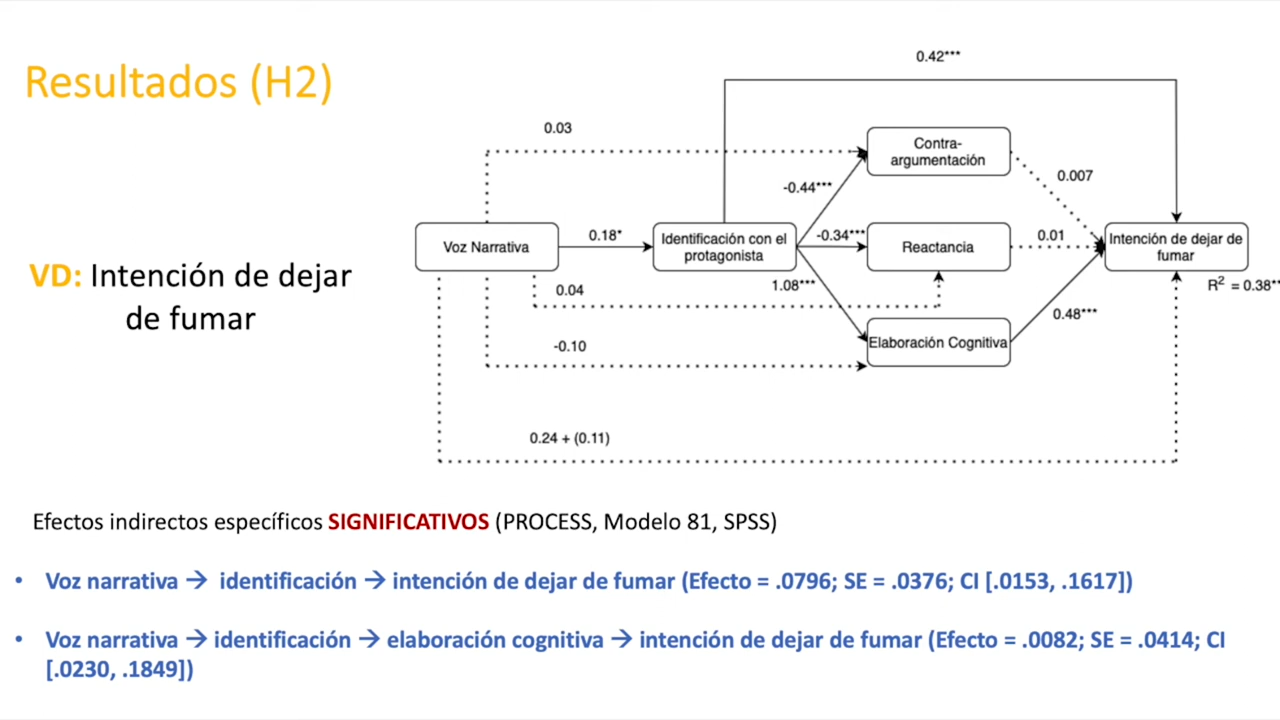 Resultados (H2)
VD: Intención de dejar
de fumar
0.42***
0.03
Contra-
argumentación
-0.44***
0.007
Voz Narrativa
0.18*
Identificación con el
protagonista
-0.34***
Reactancia
0.01
Intención de dejar de
fumar
R² = 0.38**
0.04
1.08***
0.48***
-0.10
Elaboración Cognitiva
0.24 + (0.11)
Efectos indirectos específicos SIGNIFICATIVOS (PROCESS, Modelo 81, SPSS)
• Voz narrativa → identificación → intención de dejar de fumar (Efecto = .0796; SE = .0376; CI [.0153, .1617])
• Voz narrativa → identificación → elaboración cognitiva → intención de dejar de fumar (Efecto = .0082; SE = .0414; CI
[.0230, .1849])